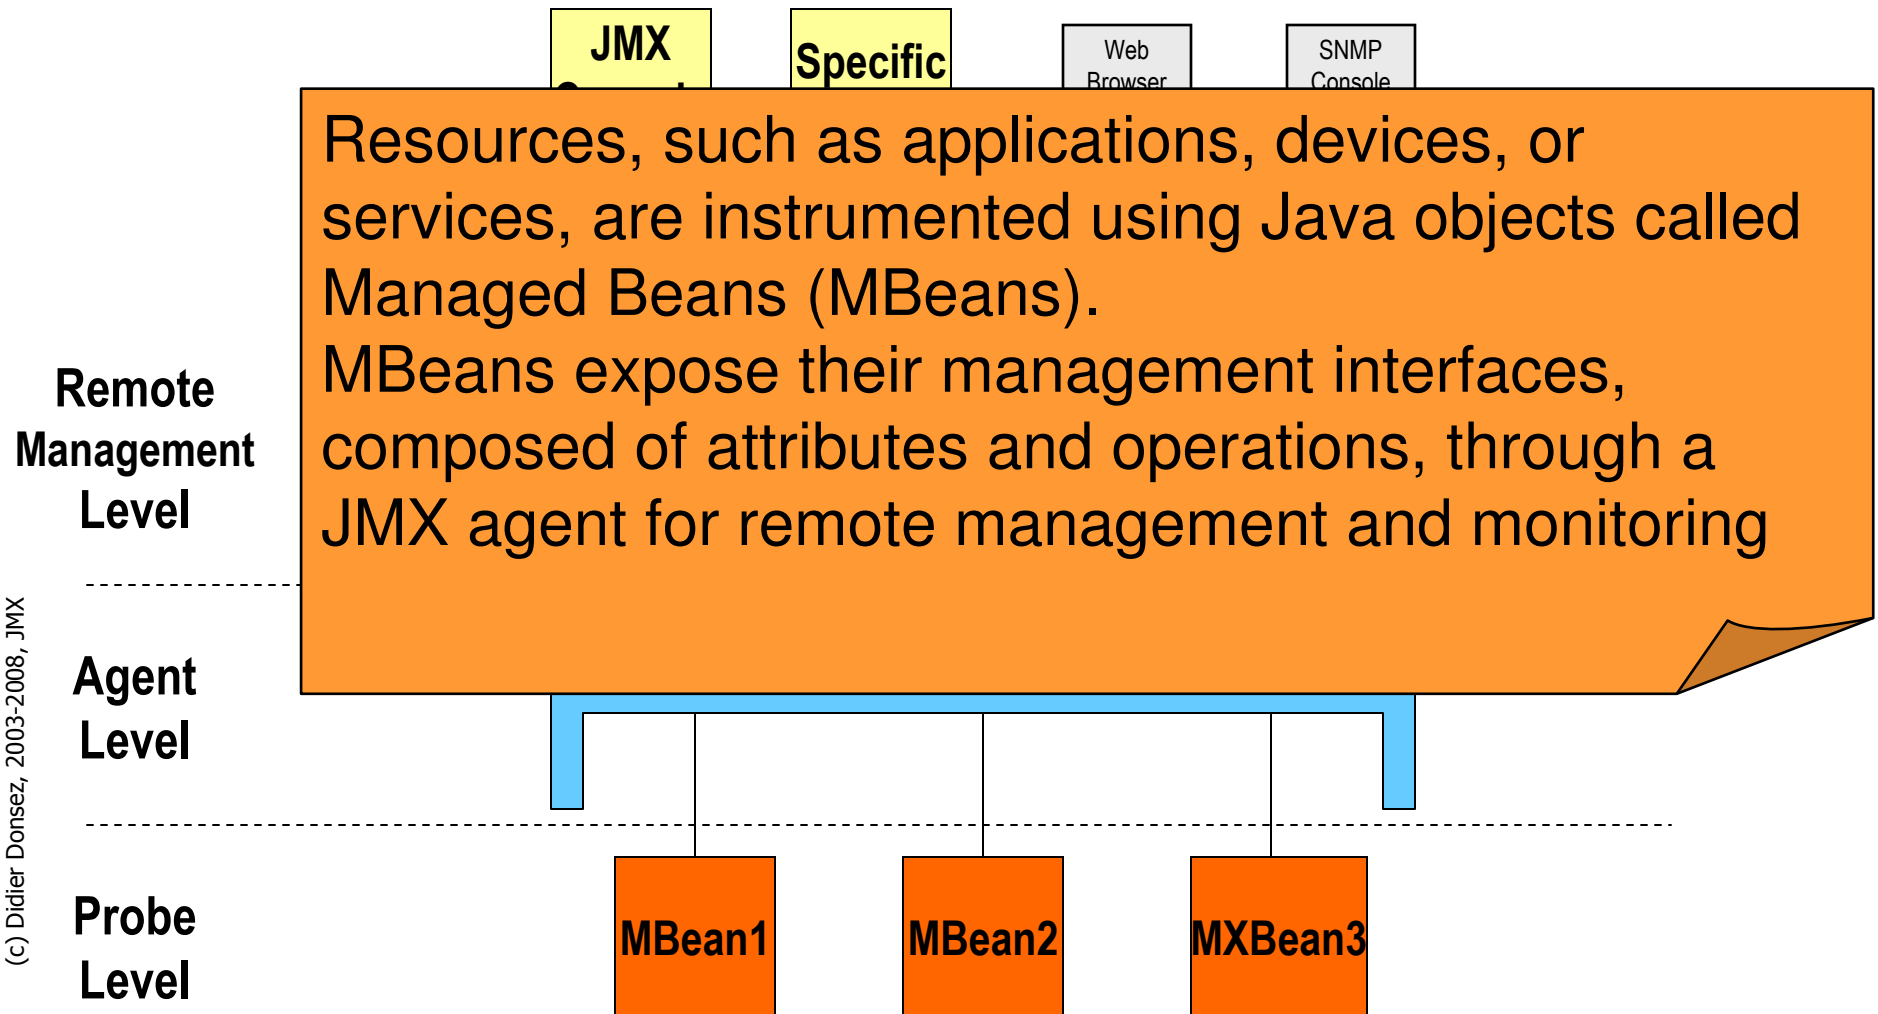 JMX
Specific
Web
Browser
SNMP
Console
Resources, such as applications, devices, or
services, are instrumented using Java objects called
Managed Beans (MBeans).
MBeans expose their management interfaces,
composed of attributes and operations, through a
JMX agent for remote management and monitoring
Remote
Management
Level
Agent
Level
Probe
Level
MBean1
MBean2
MXBean3
(c) Didier Donsez, 2003-2008, JMX